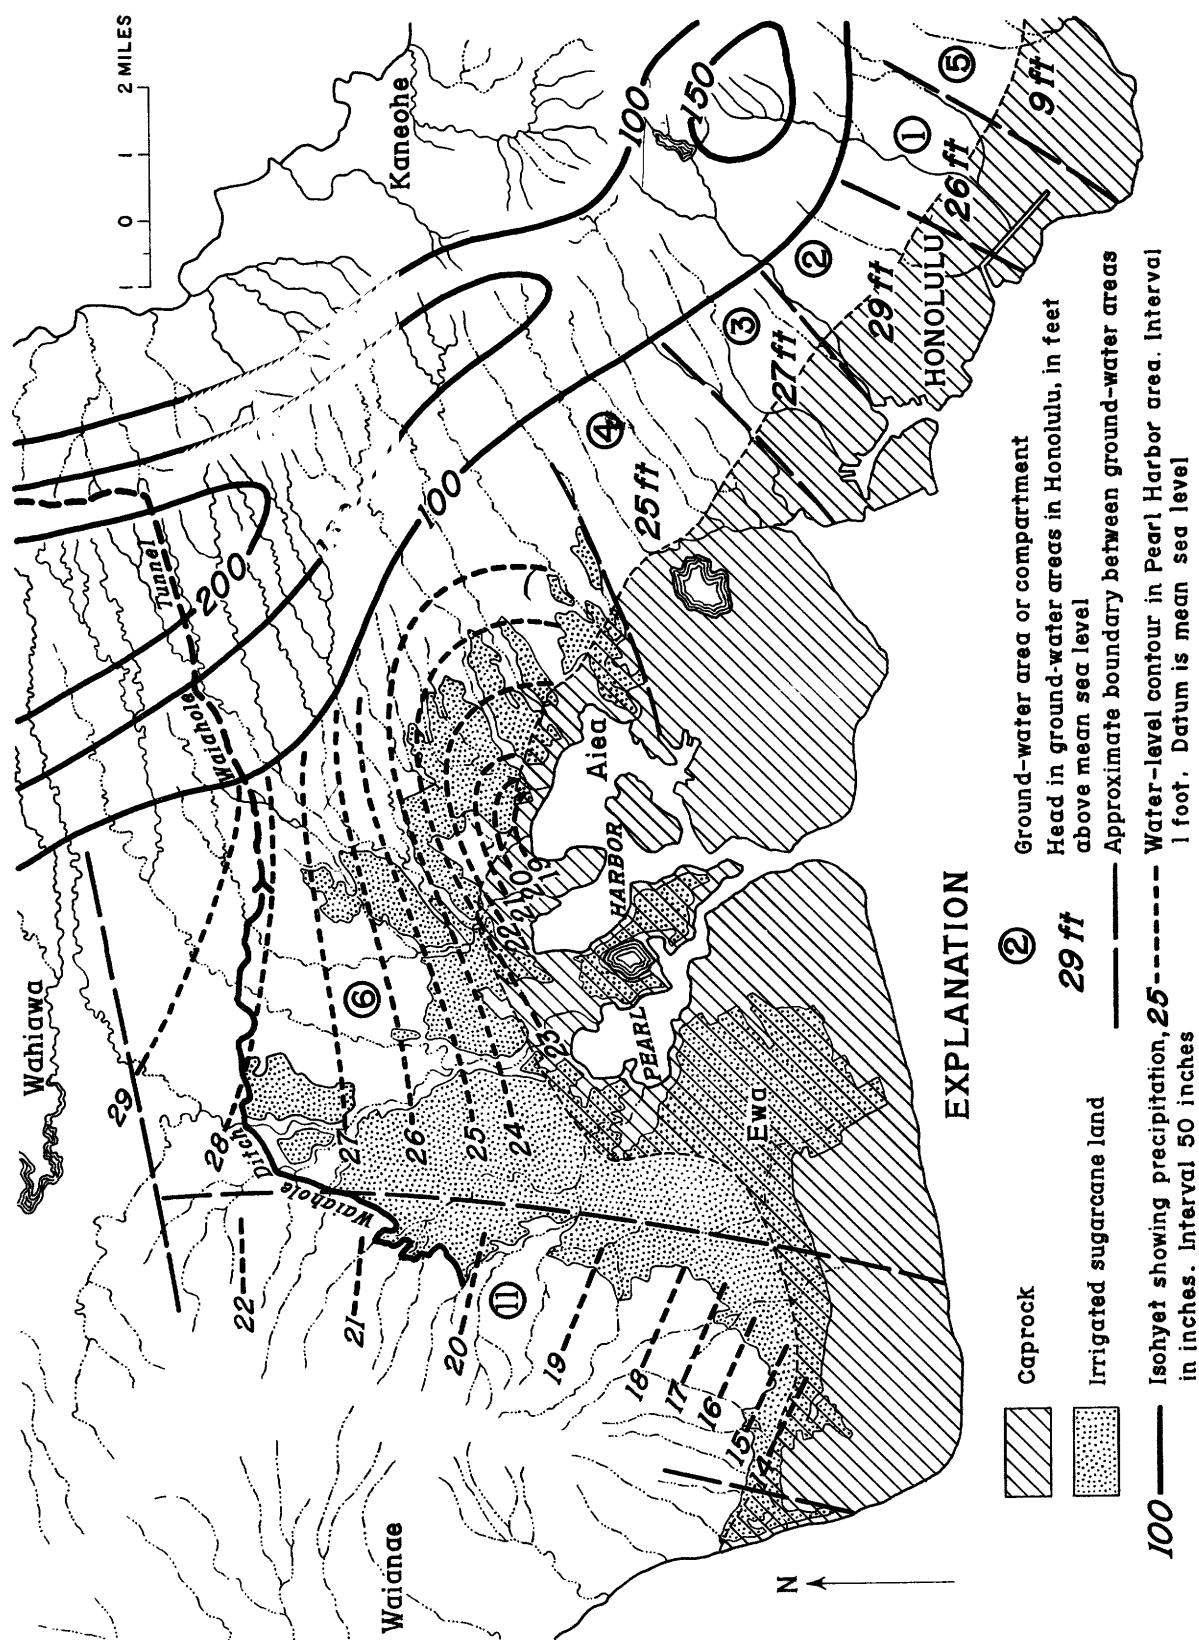 2 MILES
1
0
1
Kaneohe
Wahiawa
Waianae
Tunnel
Waiahole
Waiahole
Ditch
200
100
100
150
29
28
27
26
25
24
23
22
21
20
19
22
21
20
19
18
17
16
15
14
6
11
4
3
2
1
5
25 ft
27 ft
29 ft
26 ft
9 ft
HONOLULU
Aiea
PEARL
HARBOR
Ewa
N
EXPLANATION
Caprock
Irrigated sugarcane land
100
Isohyet showing precipitation,
in inches. Interval 50 inches
2
Ground-water area or compartment
29 ft
Head in ground-water areas in Honolulu, in feet
above mean sea level
Approximate boundary between ground-water areas
25
Water-level contour in Pearl Harbor area. Interval
1 foot. Datum is mean sea level